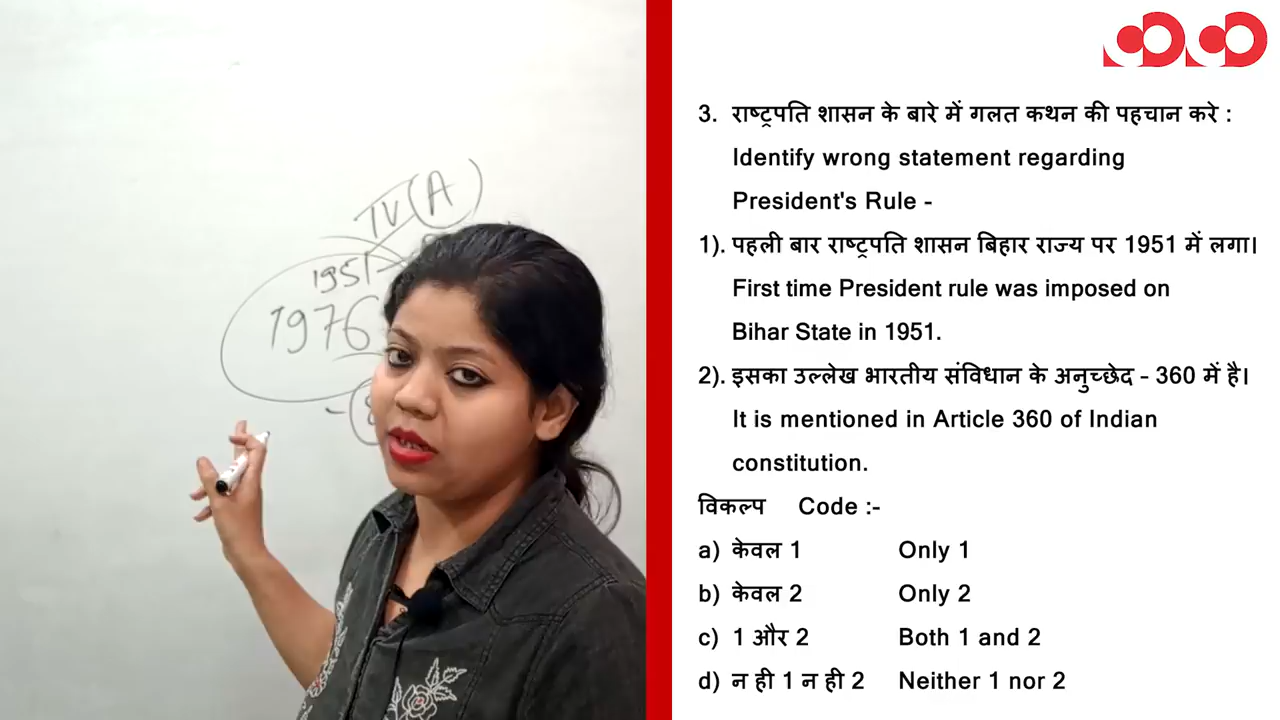 IV (A)
1951
1976
3. राष्ट्रपति शासन के बारे में गलत कथन की पहचान करे :
Identify wrong statement regarding
President's Rule -
1). पहली बार राष्ट्रपति शासन बिहार राज्य पर 1951 में लगा।
First time President rule was imposed on
Bihar State in 1951.
2). इसका उल्लेख भारतीय संविधान के अनुच्छेद - 360 में है।
It is mentioned in Article 360 of Indian
constitution.
विकल्प Code :-
a) केवल 1 Only 1
b) केवल 2 Only 2
c) 1 और 2 Both 1 and 2
d) न ही 1 न ही 2 Neither 1 nor 2